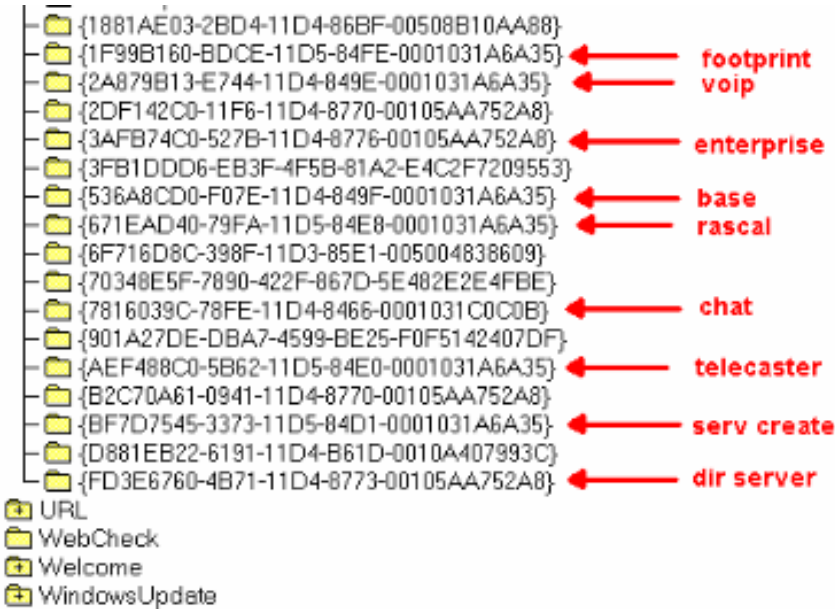 {1881AE03-2BD4-11D4-86BF-00508B10AA88}
{1F99B160-BDCE-11D5-84FE-0001031A6A35} footprint
{2A879B13-E744-11D4-849E-0001031A6A35} voip
{2DF142C0-11F6-11D4-8770-00105AA752A8}
{3AFB74C0-527B-11D4-8776-00105AA752A8} enterprise
{3FB1DDD6-EB3F-4F5B-81A2-E4C2F7209553}
{536A8CD0-F07E-11D4-849F-0001031A6A35} base
{671EAD40-79FA-11D5-84E8-0001031A6A35} rascal
{6F716D8C-398F-11D3-85E1-005004838609}
{70348E5F-7890-422F-867D-5E482E2E4FBE}
{7816039C-78FE-11D4-8466-0001031C0C0B} chat
{901A27DE-DBA7-4599-BE25-F0F5142407DF}
{AEF488C0-5B62-11D5-84E0-0001031A6A35} telecaster
{B2C70A61-0941-11D4-8770-00105AA752A8}
{BF7D7545-3373-11D5-84D1-0001031A6A35} serv create
{D881EB22-6191-11D4-B61D-0010A407993C}
{FD3E6760-4B71-11D4-8773-00105AA752A8} dir server
URL
WebCheck
Welcome
WindowsUpdate